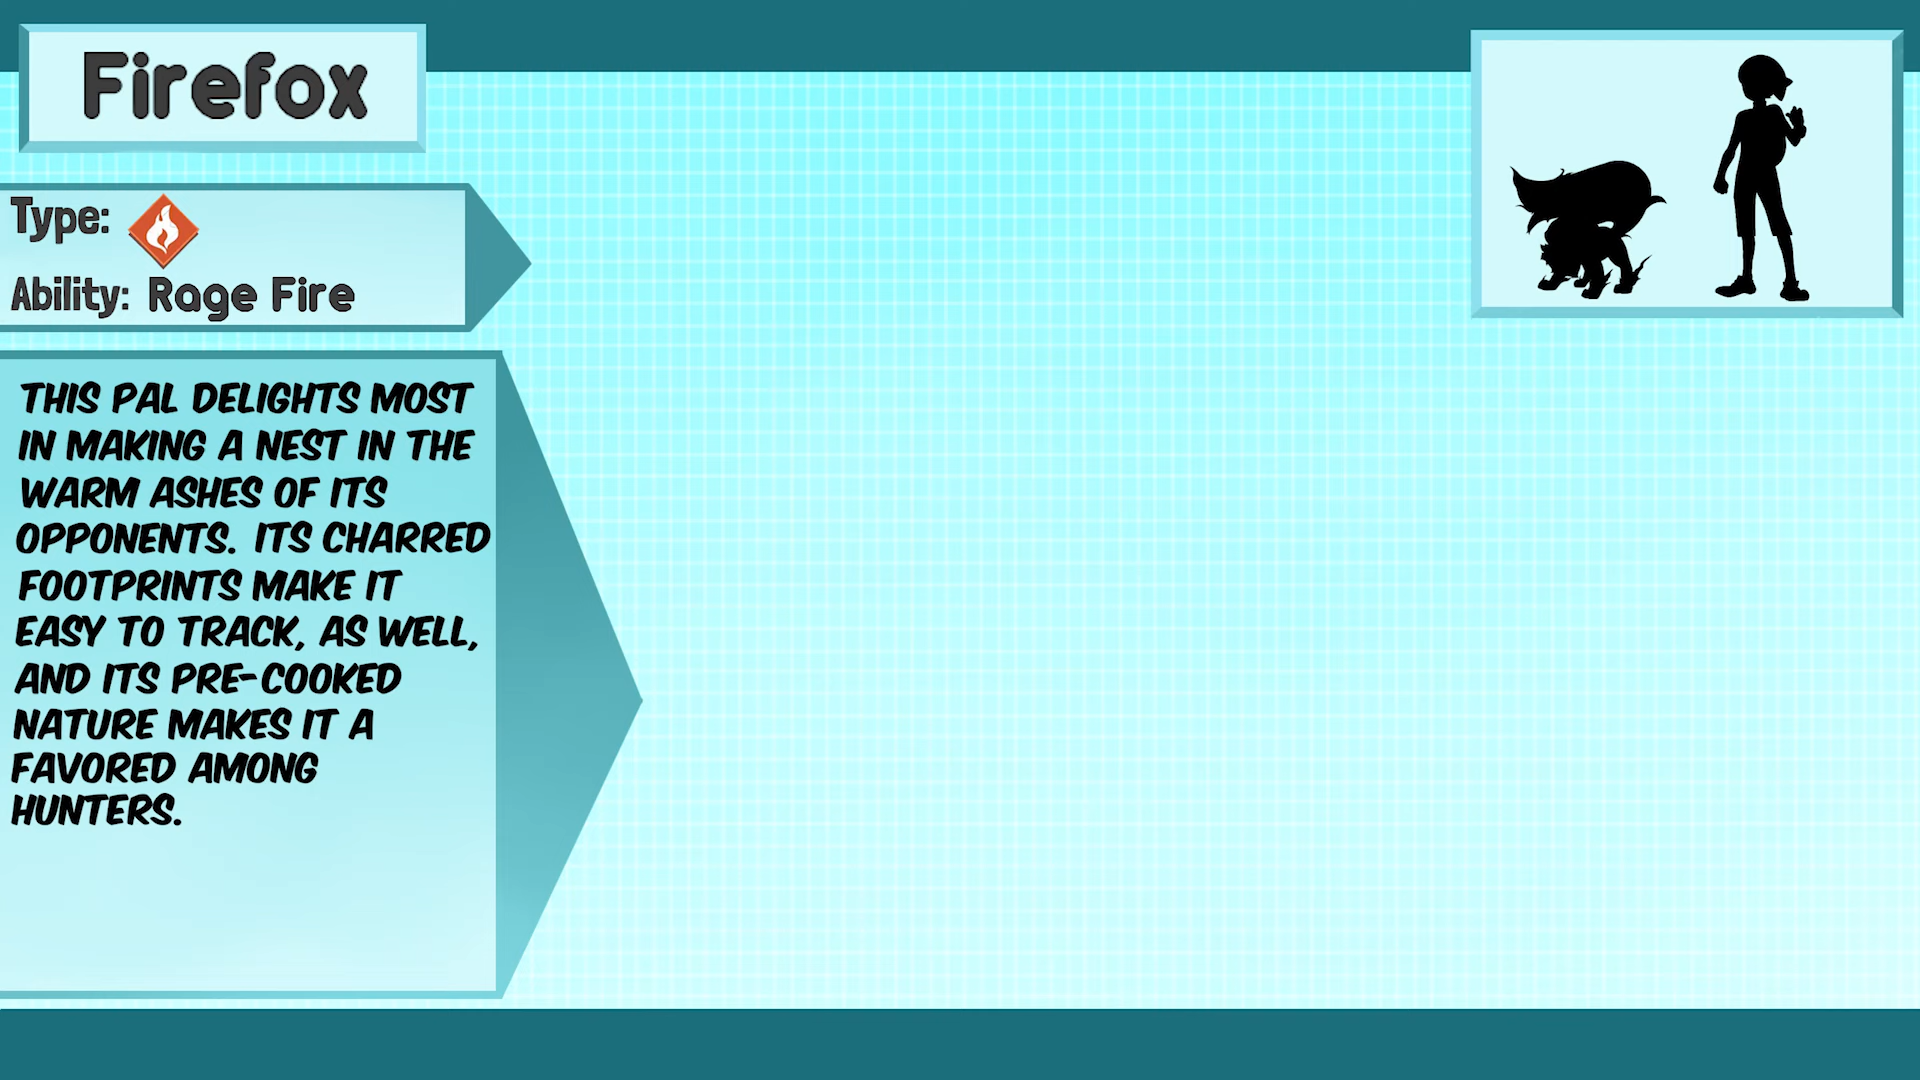 Firefox
Type:
Ability: Rage Fire
THIS PAL DELIGHTS MOST
IN MAKING A NEST IN THE
WARM ASHES OF ITS
OPPONENTS. ITS CHARRED
FOOTPRINTS MAKE IT
EASY TO TRACK, AS WELL,
AND ITS PRE-COOKED
NATURE MAKES IT A
FAVORED AMONG
HUNTERS.